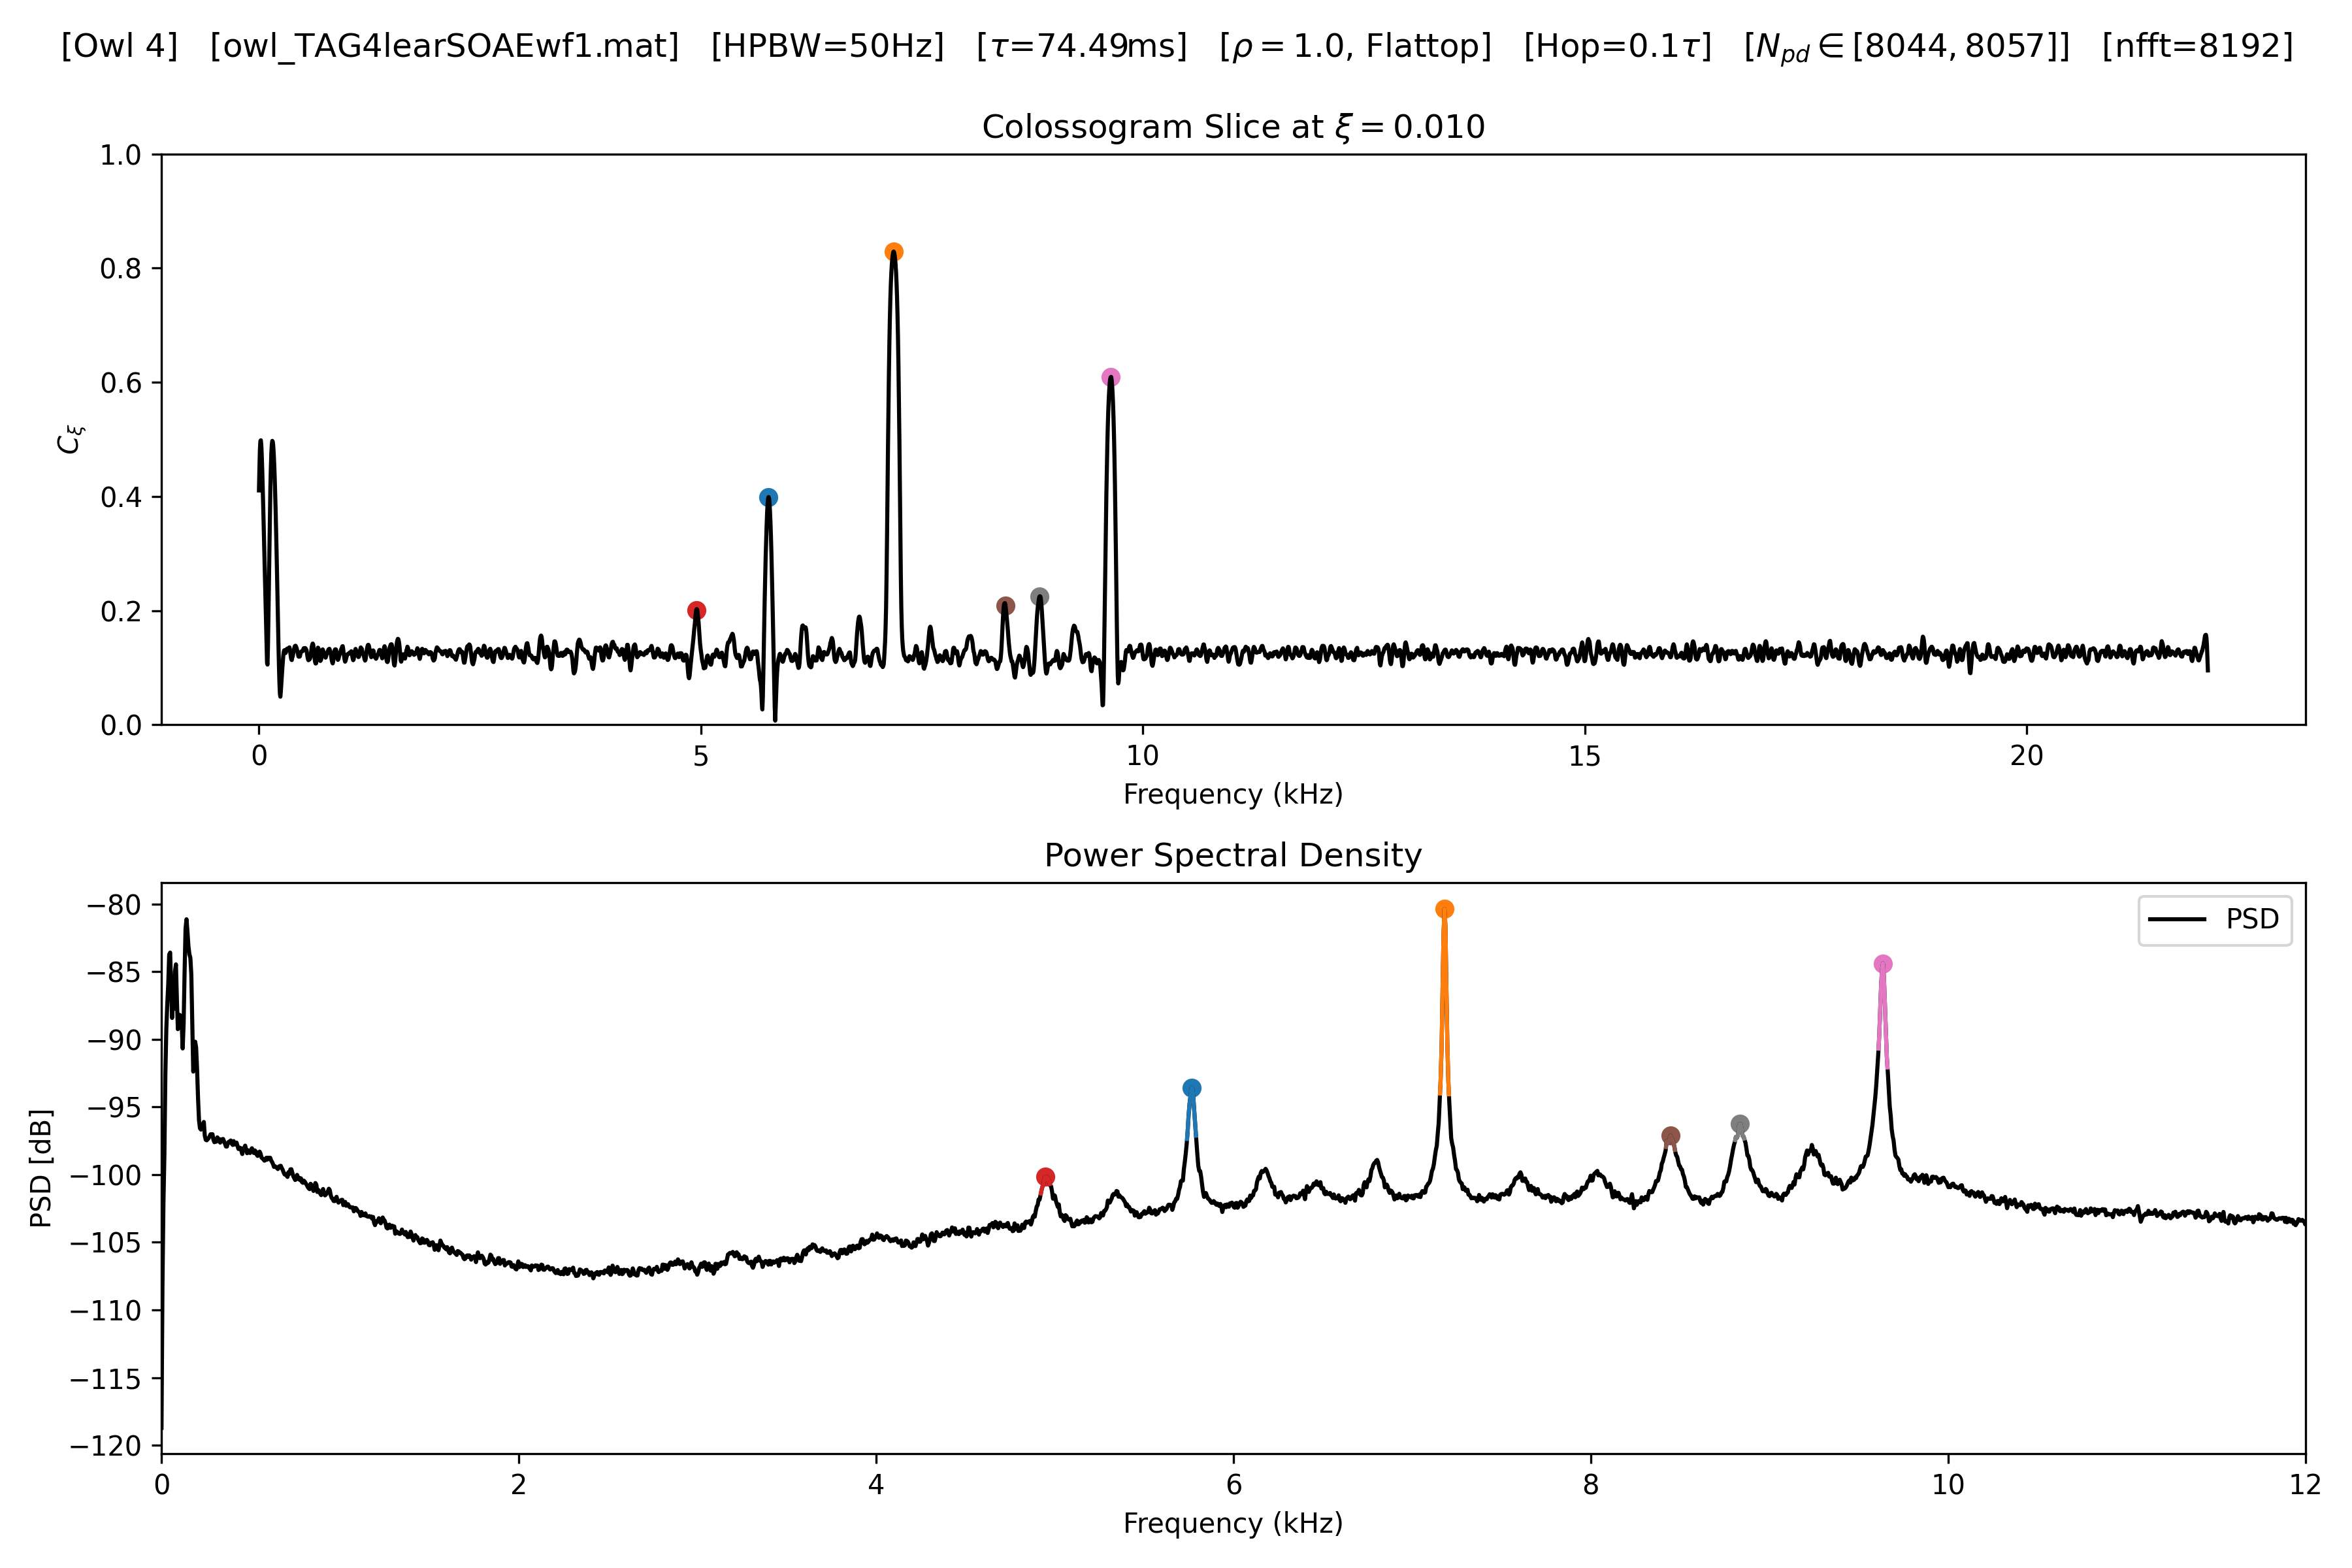 [Owl 4] [owl_TAG4learSOAEwf1.mat] [HPBW=50Hz] [τ=74.49ms] [ρ = 1.0, Flattop] [Hop=0.1τ] [N_pd ∈ [8044, 8057]] [nfft=8192]
Colossogram Slice at ξ = 0.010
1.0
0.8
0.6
0.4
0.2
0.0
C_ξ
0 5 10 15 20
Frequency (kHz)
Power Spectral Density
PSD
−80
−85
−90
−95
−100
−105
−110
−115
−120
PSD [dB]
0 2 4 6 8 10 12
Frequency (kHz)